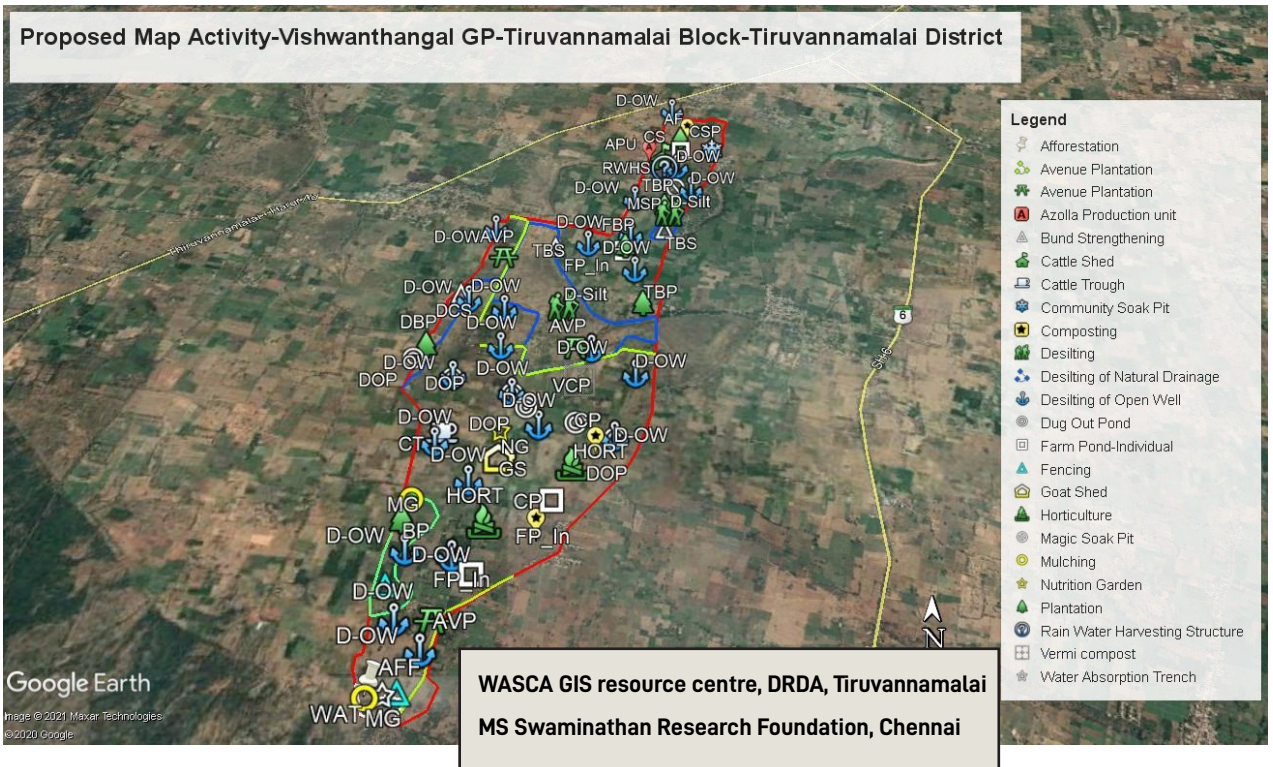 Proposed Map Activity-Vishwanthangal GP-Tiruvannamalai Block-Tiruvannamalai District
Legend
Afforestation
Avenue Plantation
Avenue Plantation
Azolla Production unit
Bund Strengthening
Cattle Shed
Cattle Trough
Community Soak Pit
Composting
Desilting
Desilting of Natural Drainage
Desilting of Open Well
Dug Out Pond
Farm Pond-Individual
Fencing
Goat Shed
Horticulture
Magic Soak Pit
Mulching
Nutrition Garden
Plantation
Rain Water Harvesting Structure
Vermi compost
Water Absorption Trench
D-OW
AF
CS
CSP
APU
D-OW
RWHS
TBP
D-OW
D-OW
MSP
D-Silt
D-OW
FBP
D-OW
AVP
TBS
D-OW
TBS
FP_In
D-OW
D-OW
D-Silt
TBP
DCS
D-OW
DBP
AVP
D-OW
D-OW
D-OW
D-OW
DOP
DOP
VCP
D-OW
D-OW
DOP
CP
D-OW
CT
D-OW
NG
HORT
GS
DOP
HORT
CP
MG
D-OW
BP
FP_In
D-OW
FP_In
D-OW
D-OW
AVP
AFF
WAT
MG
6
SH-6
N
Google Earth
Image © 2021 Maxar Technologies
© 2020 Google
WASCA GIS resource centre, DRDA, Tiruvannamalai
MS Swaminathan Research Foundation, Chennai